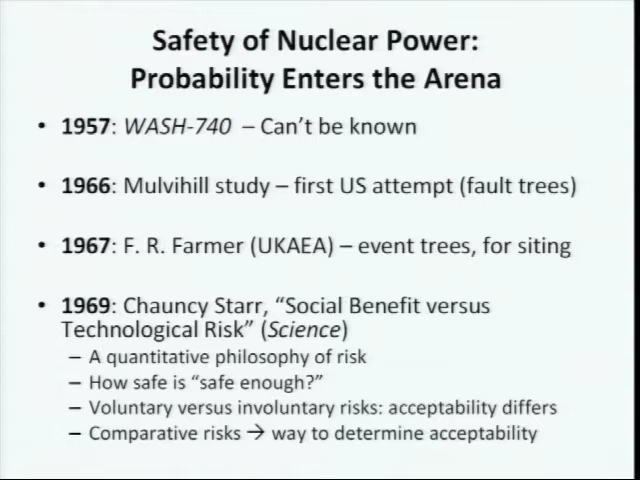 Safety of Nuclear Power:
Probability Enters the Arena
• 1957: WASH-740 – Can't be known
• 1966: Mulvihill study – first US attempt (fault trees)
• 1967: F. R. Farmer (UKAEA) – event trees, for siting
• 1969: Chauncy Starr, "Social Benefit versus
Technological Risk" (Science)
– A quantitative philosophy of risk
– How safe is "safe enough?"
– Voluntary versus involuntary risks: acceptability differs
– Comparative risks → way to determine acceptability